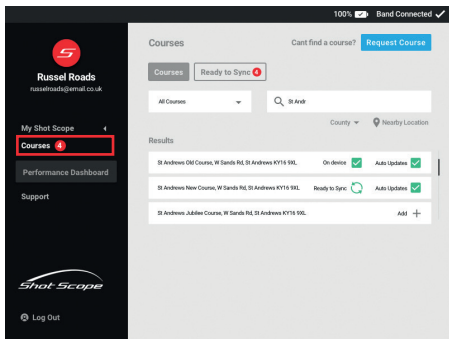 100% Band Connected
Russel Roads
russelroads@email.co.uk
My Shot Scope
Courses 4
Performance Dashboard
Support
Shot Scope
Log Out
Courses
Cant find a course? Request Course
Courses Ready to Sync 4
All Courses St Andr
County Nearby Location
Results
St Andrews Old Course, W Sands Rd, St Andrews KY16 9XL. On device Auto Updates
St Andrews New Course, W Sands Rd, St Andrews KY16 9XL. Ready to Sync Auto Updates
St Andrews Jubilee Course, W Sands Rd, St Andrews KY16 9XL. Add